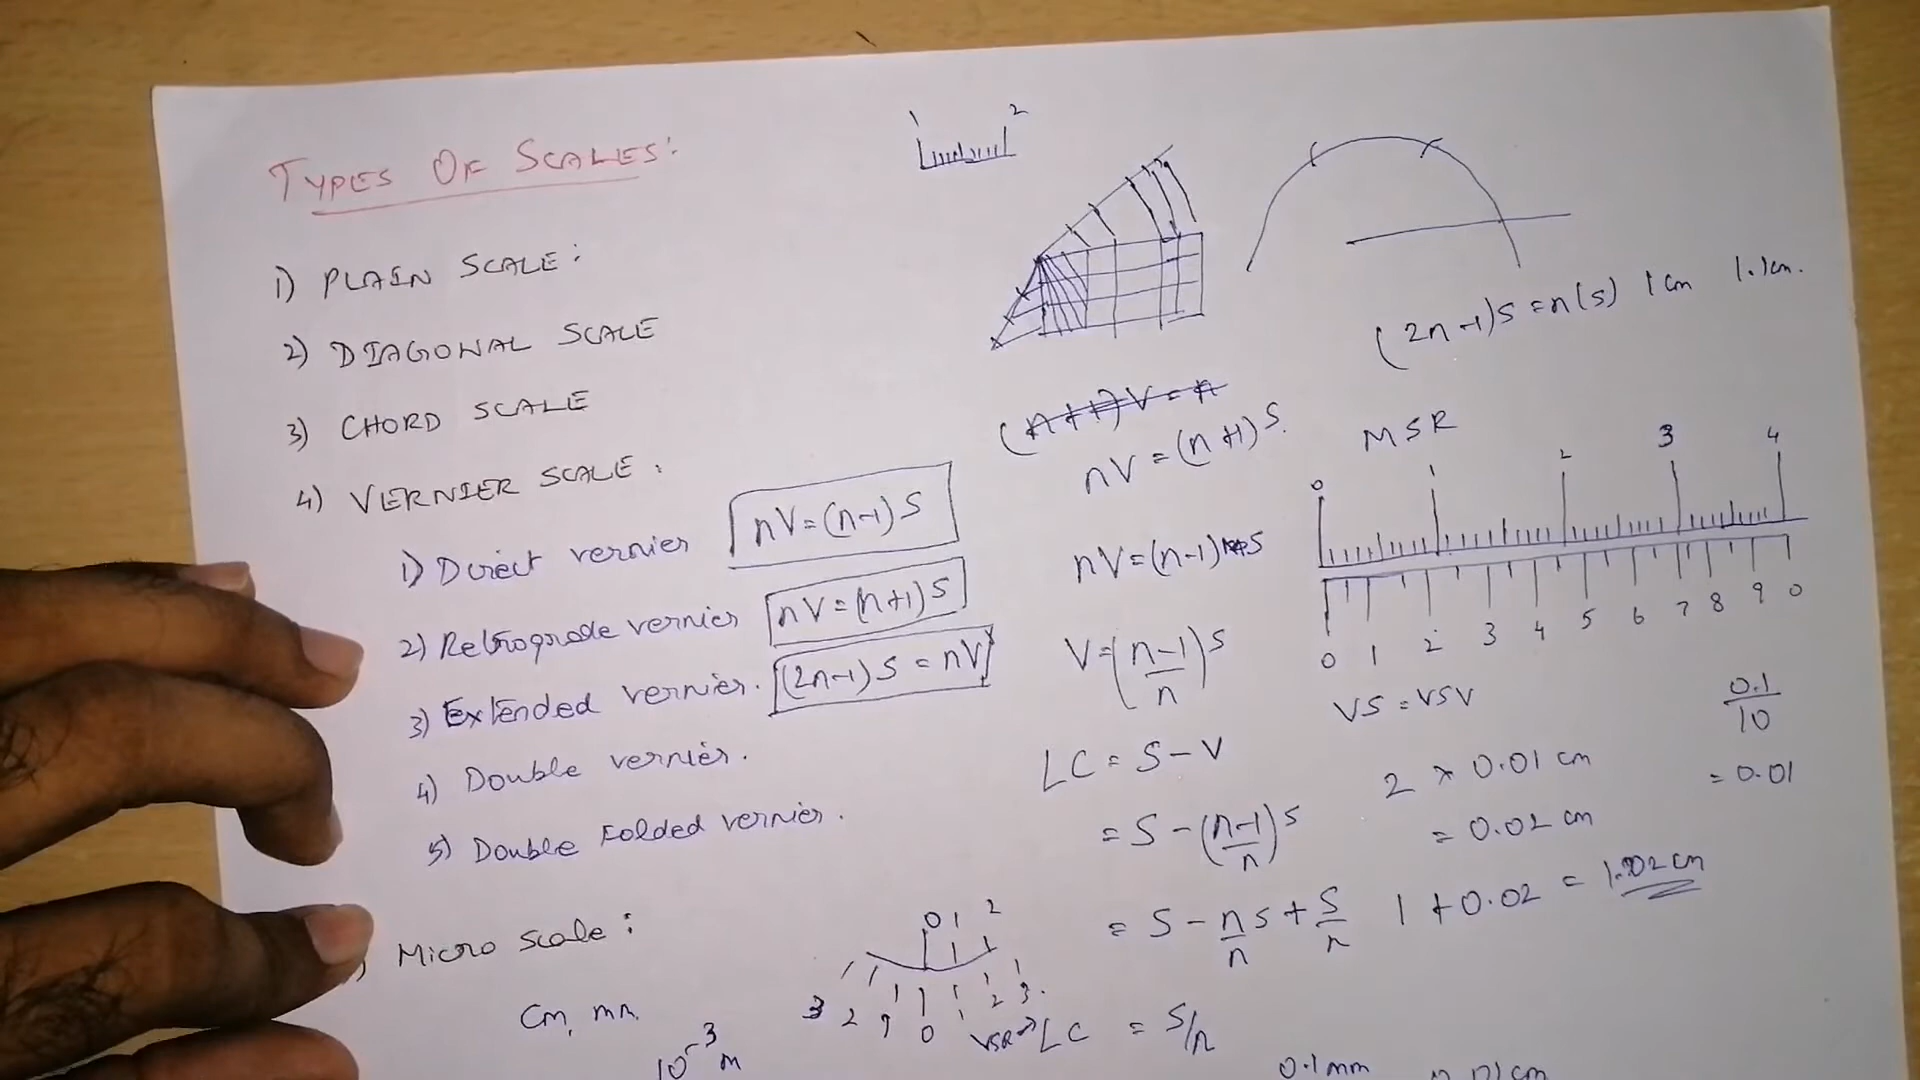 TYPES OF SCALES:
1) PLAIN SCALE:
2) DIAGONAL SCALE
3) CHORD SCALE
4) VERNIER SCALE:
1) Direct vernier nV=(n-1)S
2) Retrograde vernier nV=(n+1)S
3) Extended vernier. (2n-1)S = nV
4) Double vernier.
5) Double Folded vernier.
) Micro Scale:
Cm, mm.
10⁻³ m
1 2
(n+1)V=n
nV=(n+1)S.
nV=(n-1)S
V=(n-1/n)S
LC = S-V
= S-(n-1/n)S
= S - n/n S + S/n
LC = S/n
0 1 2
3 2 1 0 1 2 3.
VSR→
(2n-1)S=n(S) 1 cm 1.1cm.
MSR
0 1 2 3 4
0 1 2 3 4 5 6 7 8 9 0
VS = VSV
0.1/10
= 0.01
2 × 0.01 cm
= 0.02 cm
1 + 0.02 = 1.02 cm
0.1mm